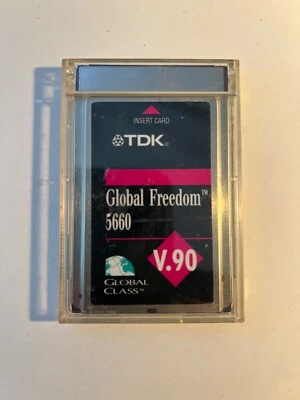 INSERT CARD
TDK®
Global Freedom™
5660
V.90
GLOBAL
CLASS™